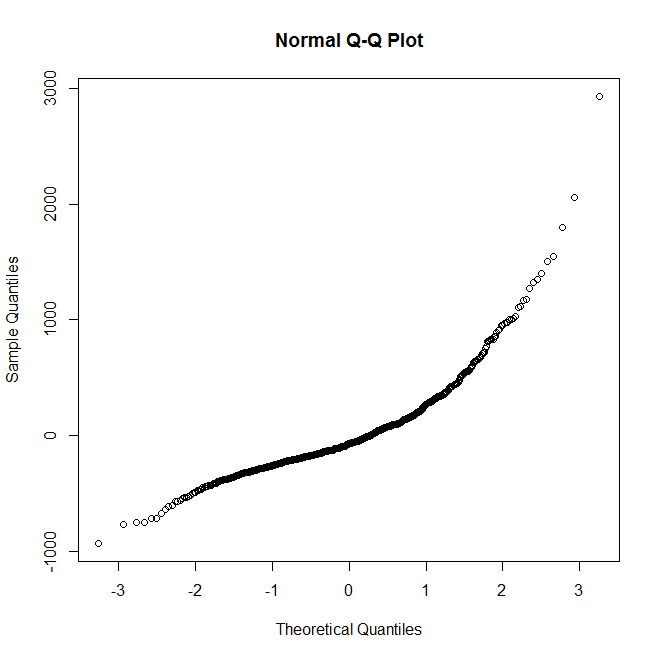 Normal Q-Q Plot
3000
2000
1000
0
-1000
Sample Quantiles
-3 -2 -1 0 1 2 3
Theoretical Quantiles